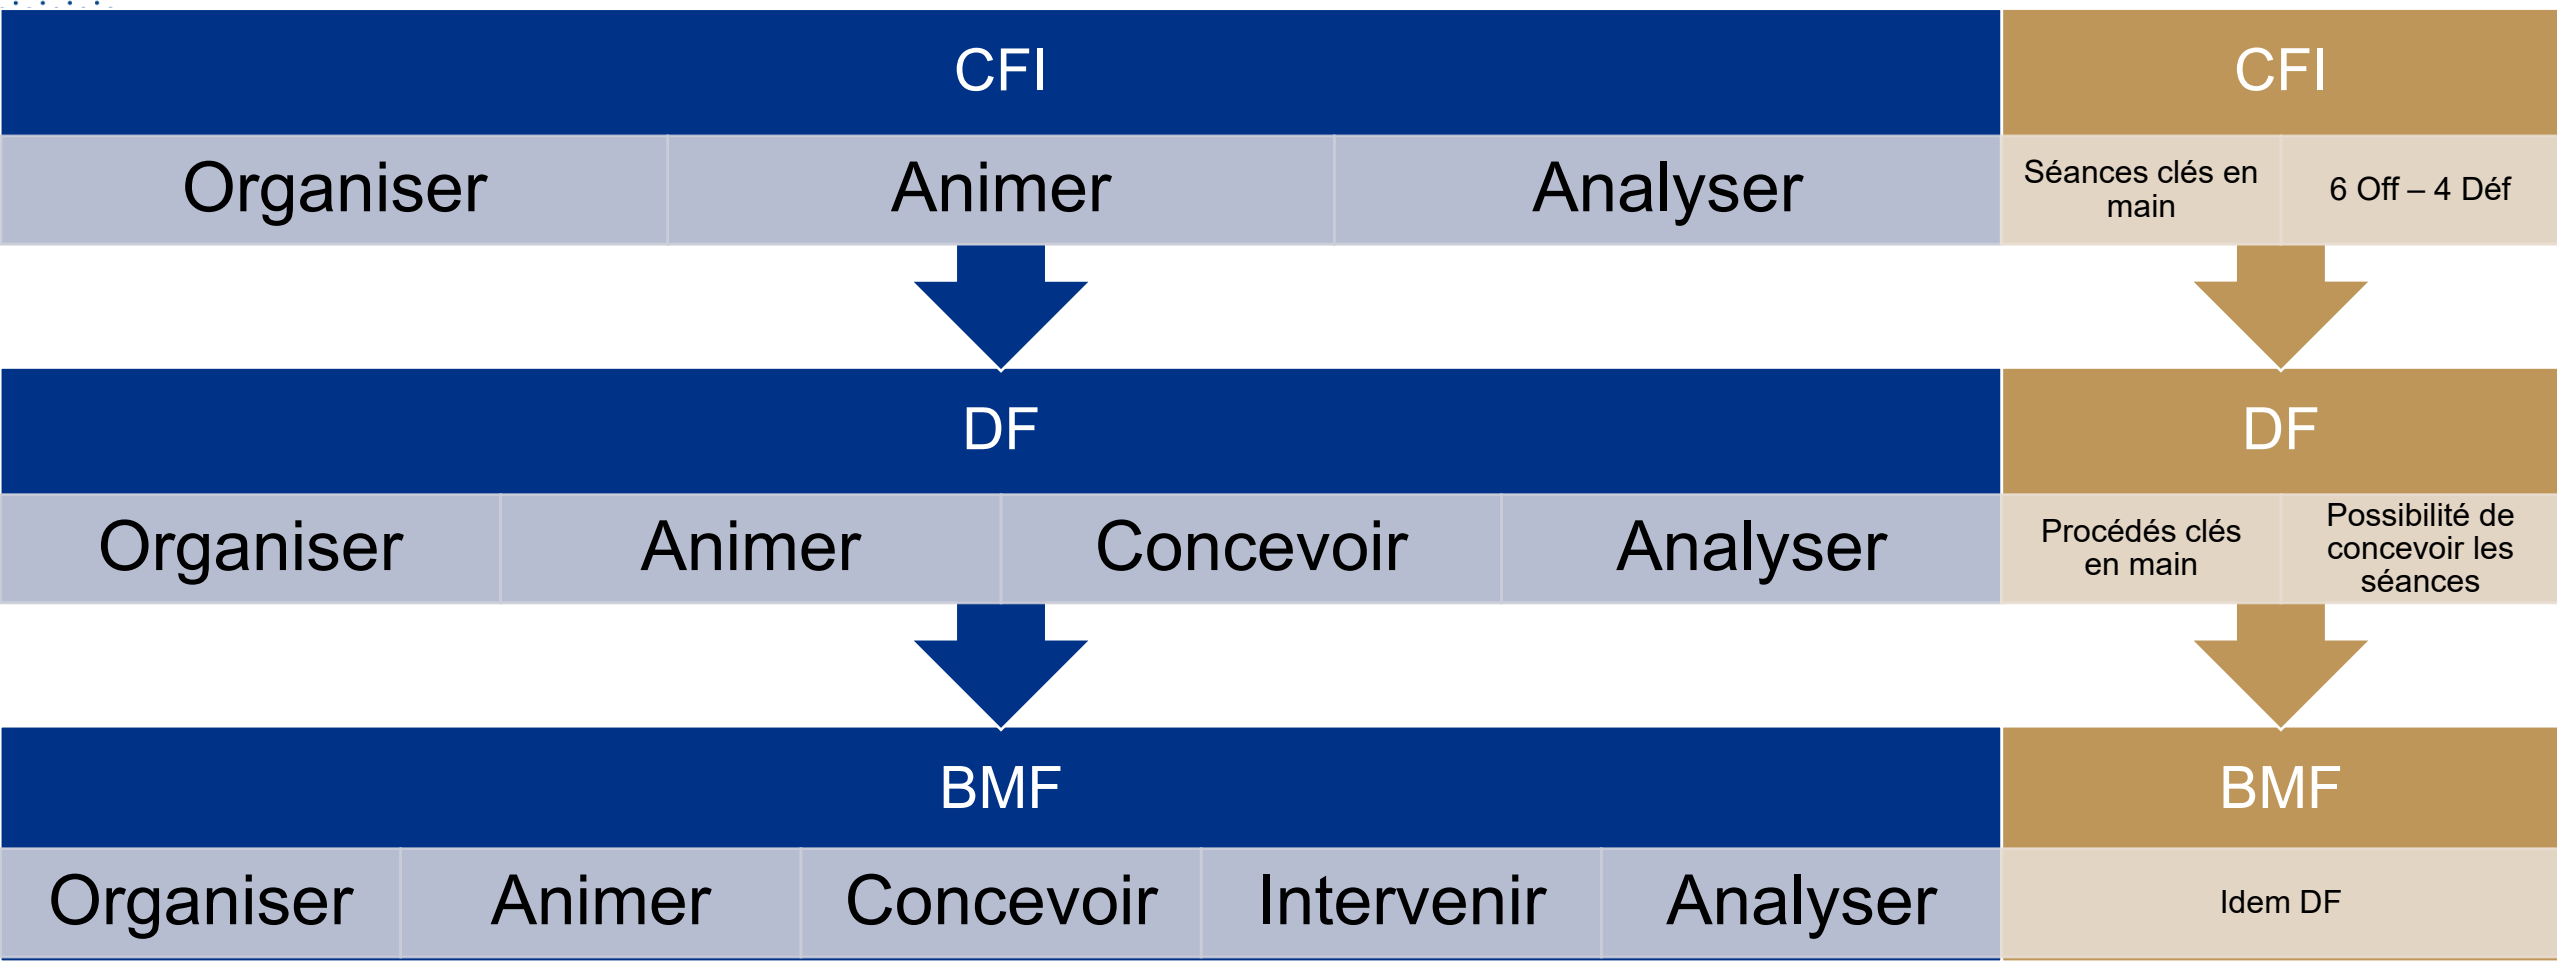 CFI
CFI
Organiser
Animer
Analyser
Séances clés en
main
6 Off – 4 Déf
DF
DF
Organiser
Animer
Concevoir
Analyser
Procédés clés
en main
Possibilité de
concevoir les
séances
BMF
BMF
Organiser
Animer
Concevoir
Intervenir
Analyser
Idem DF